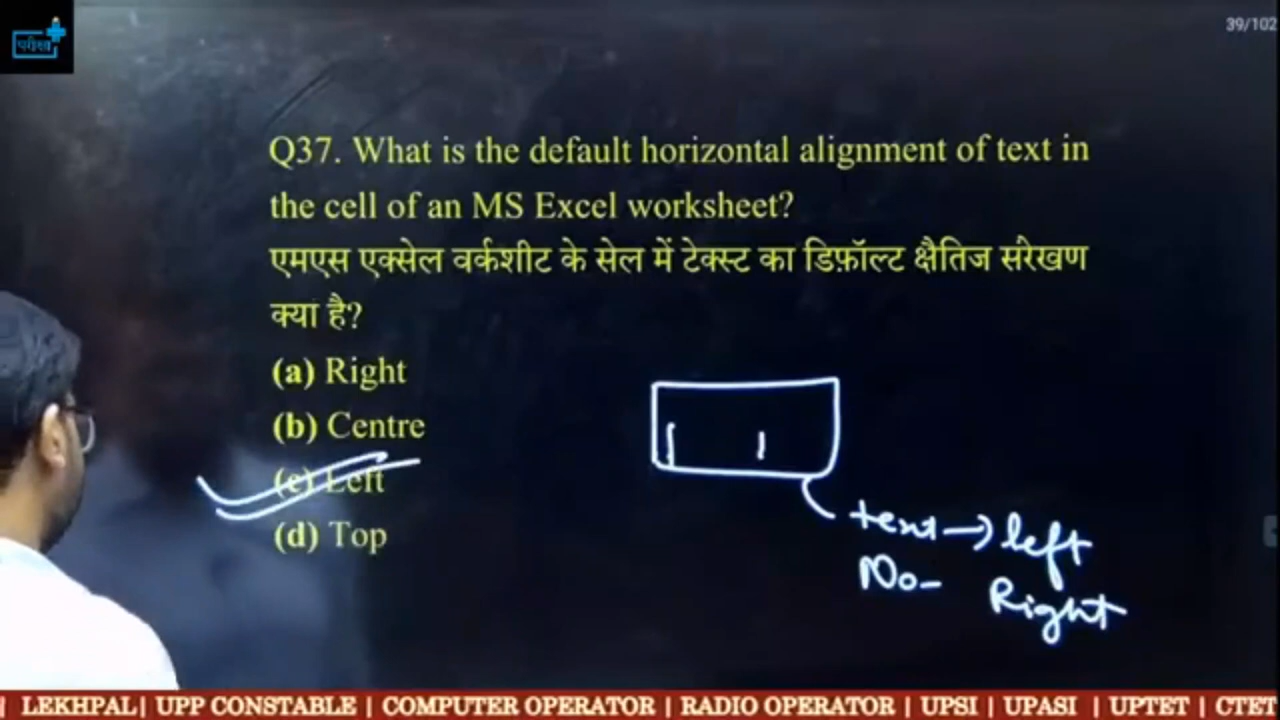 परीक्षा
39/102
Q37. What is the default horizontal alignment of text in
the cell of an MS Excel worksheet?
एमएस एक्सेल वर्कशीट के सेल में टेक्स्ट का डिफ़ॉल्ट क्षैतिज संरेखण
क्या है?
(a) Right
(b) Centre
(c) Left
(d) Top
text → left
No- Right
| LEKHPAL| UPP CONSTABLE | COMPUTER OPERATOR | RADIO OPERATOR | UPSI | UPASI | UPTET | CTET